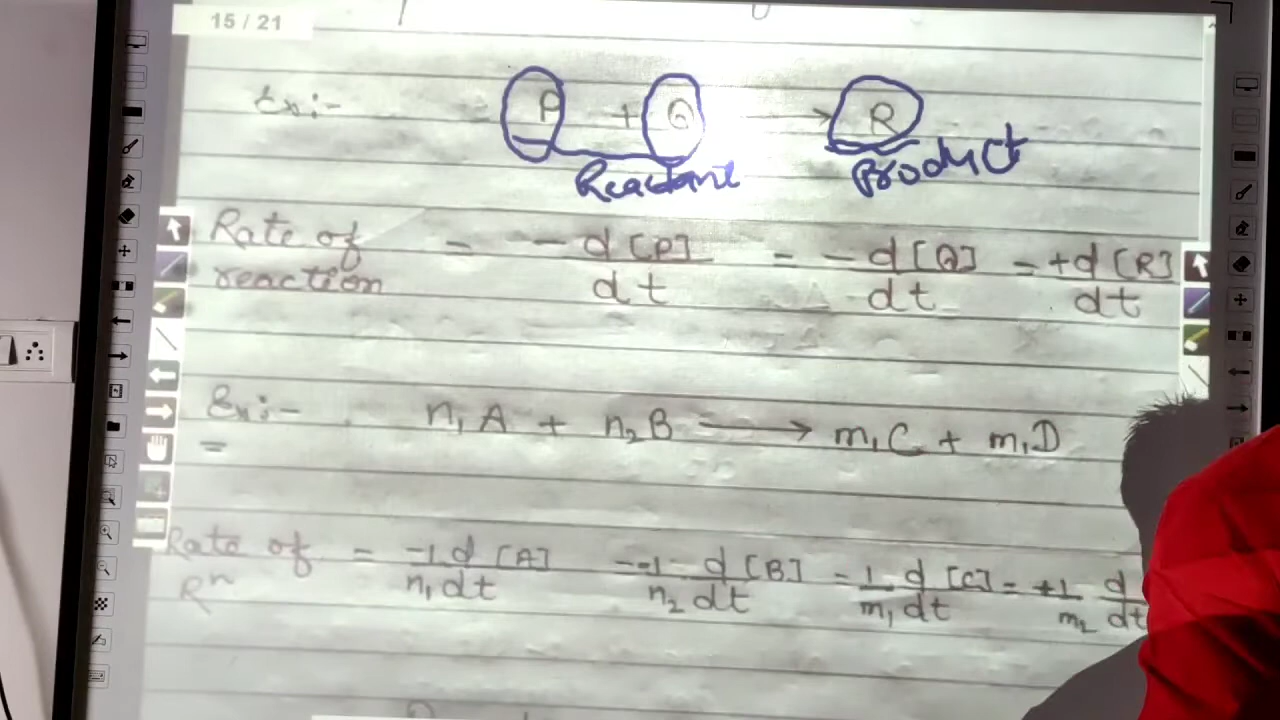 15 / 21
Ex:- P + Q → R
Reactant Product
Rate of reaction = - d[P]/dt = - d[Q]/dt = + d[R]/dt
Ex:- n₁A + n₂B → m₁C + m₁D
Rate of Rⁿ = -1/n₁ d[A]/dt = -1/n₂ d[B]/dt = 1/m₁ d[C]/dt = +1/m₂ d/dt